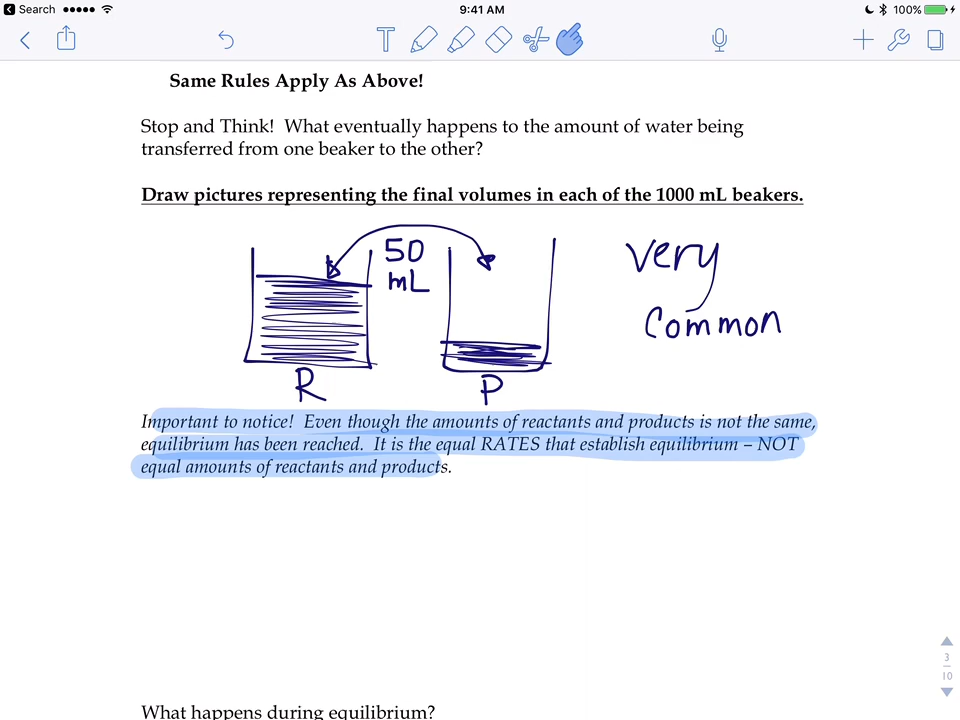 Search
9:41 AM
100%
T
Same Rules Apply As Above!
Stop and Think!  What eventually happens to the amount of water being
transferred from one beaker to the other?
Draw pictures representing the final volumes in each of the 1000 mL beakers.
50
mL
very
common
R
P
Important to notice!  Even though the amounts of reactants and products is not the same,
equilibrium has been reached.  It is the equal RATES that establish equilibrium – NOT
equal amounts of reactants and products.
3
10
What happens during equilibrium?